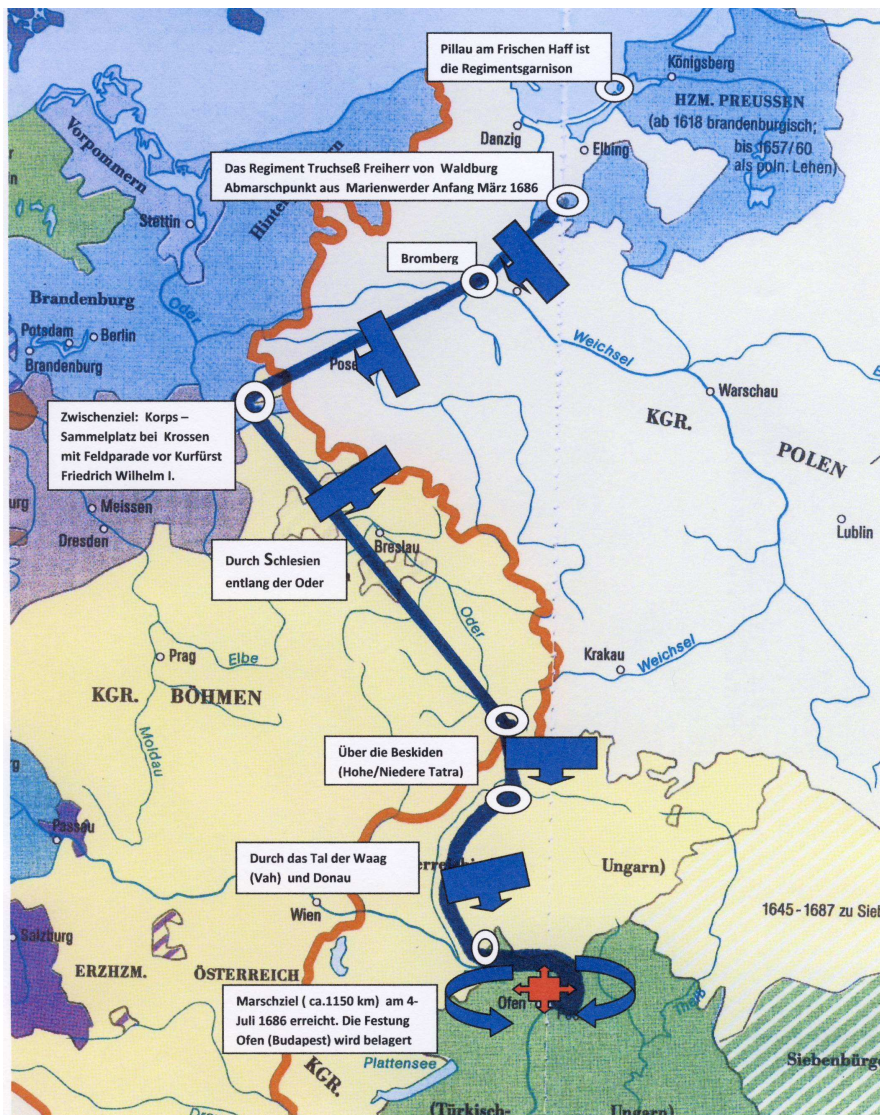 Pillau am Frischen Haff ist
die Regimentsgarnison
Königsberg
HZM. PREUSSEN
(ab 1618 brandenburgisch;
bis 1657/60
als poln. Lehen)
Danzig
Elbing
Vorpommern
Das Regiment Truchseß Freiherr von Waldburg
Abmarschpunkt aus Marienwerder Anfang März 1686
Stettin
Bromberg
Brandenburg
Oder
Potsdam
Berlin
Brandenburg
Weichsel
Warschau
Zwischenziel: Korps –
Sammelplatz bei Krossen
mit Feldparade vor Kurfürst
Friedrich Wilhelm I.
KGR.
POLEN
Meissen
Dresden
Lublin
Breslau
Durch Schlesien
entlang der Oder
Oder
Prag
Elbe
Krakau
Weichsel
KGR. BÖHMEN
Moldau
Über die Beskiden
(Hohe/Niedere Tatra)
Passau
Durch das Tal der Waag
(Vah) und Donau
Ungarn)
Wien
1645-1687 zu Sieb
Salzburg
ERZHZM. ÖSTERREICH
Marschziel ( ca.1150 km) am 4-
Juli 1686 erreicht. Die Festung
Ofen (Budapest) wird belagert
Ofen
Theiß
Plattensee
KGR.
Siebenbürge
(Türkisch-
Ungarn)